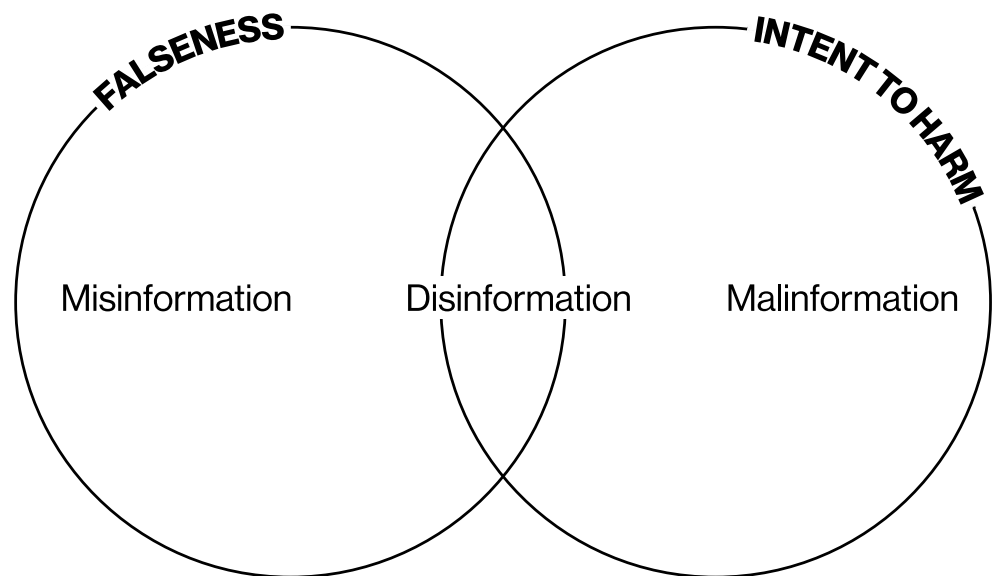 FALSENESS
INTENT TO HARM
Misinformation
Disinformation
Malinformation